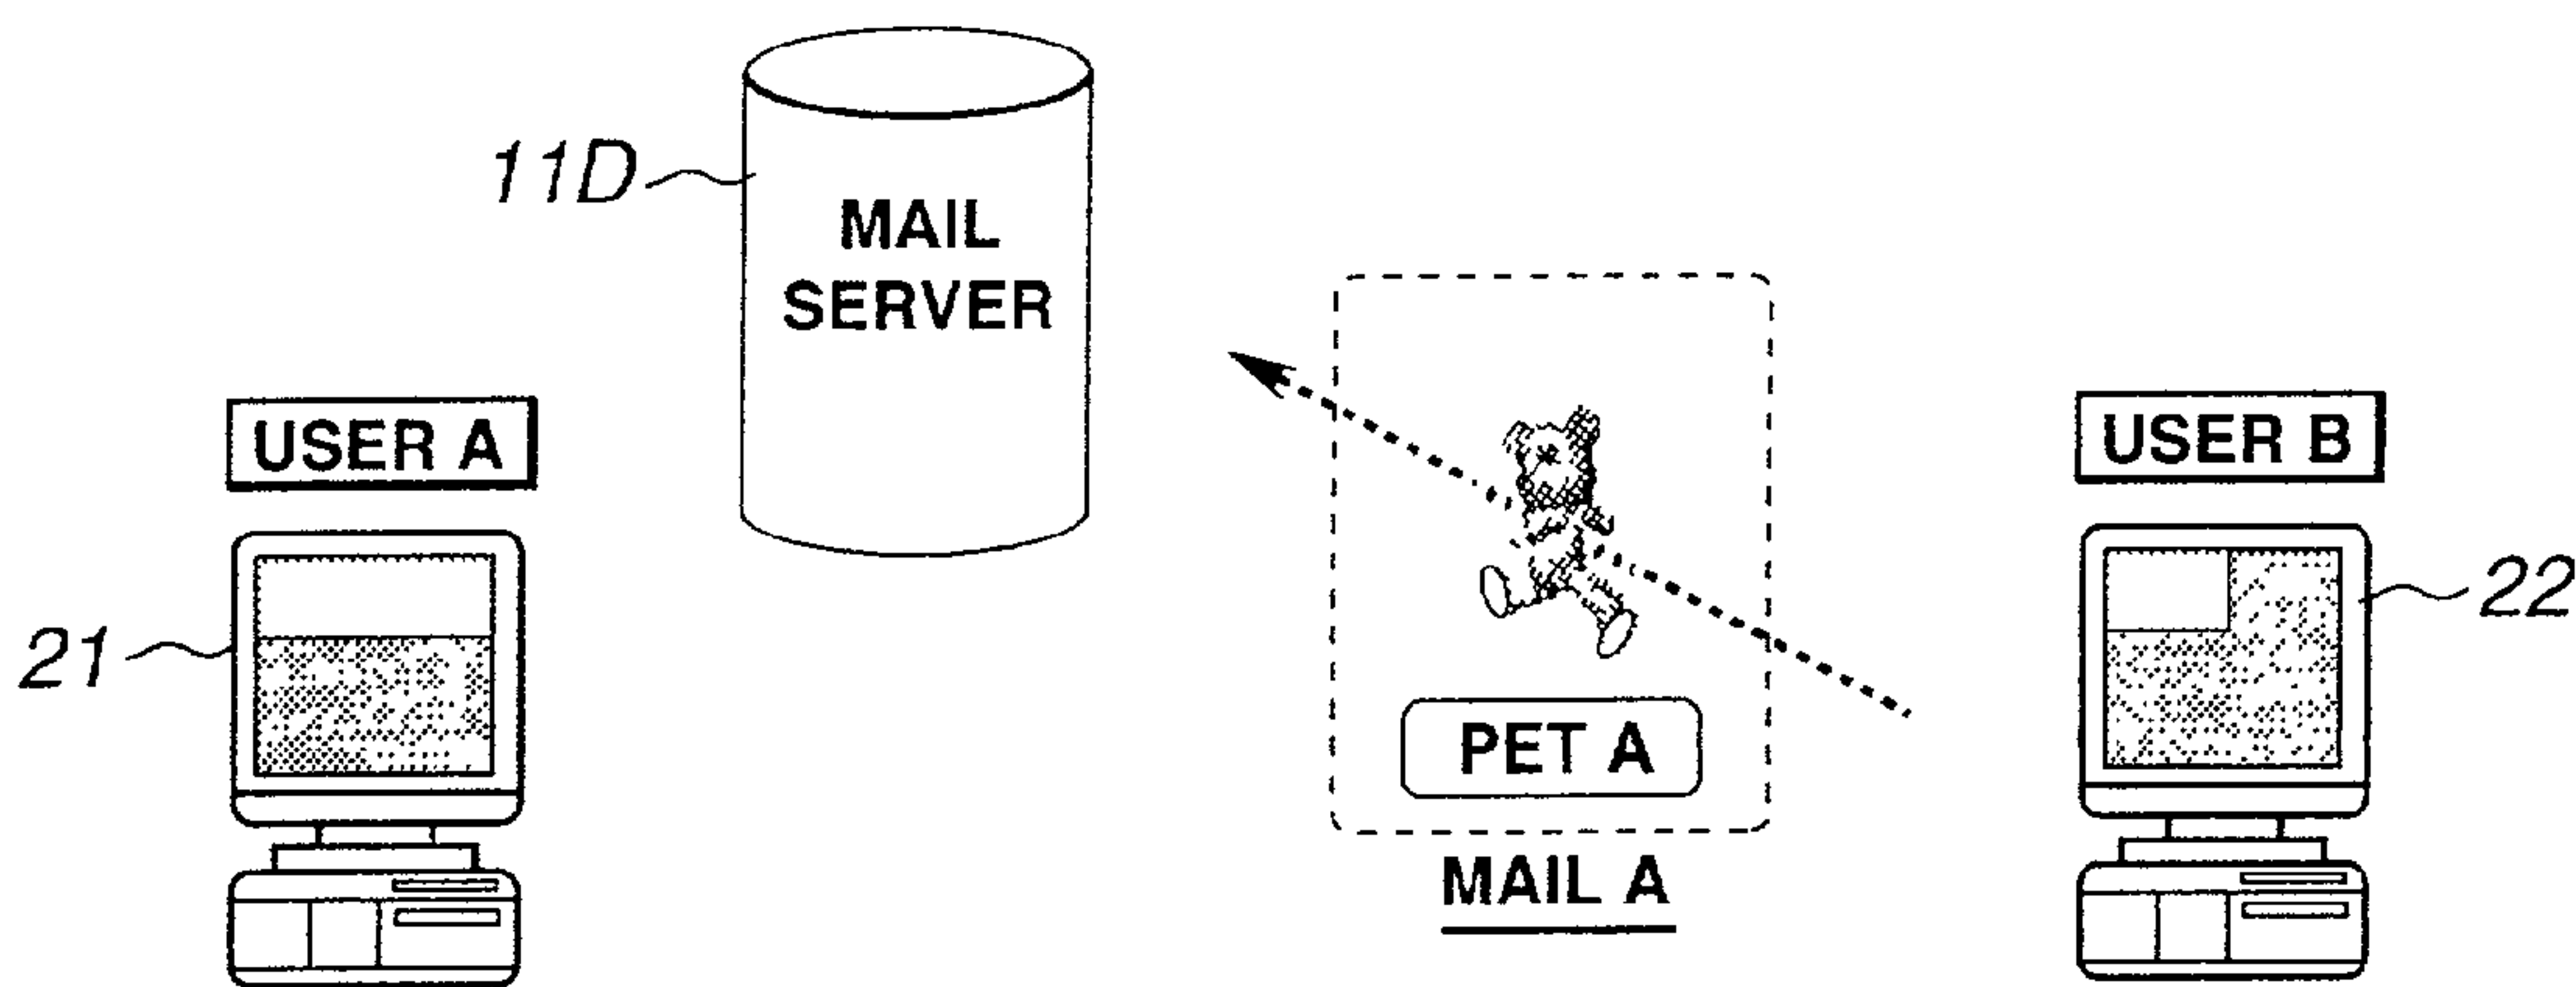 11D
MAIL
SERVER
USER A
USER B
21
22
PET A
MAIL A